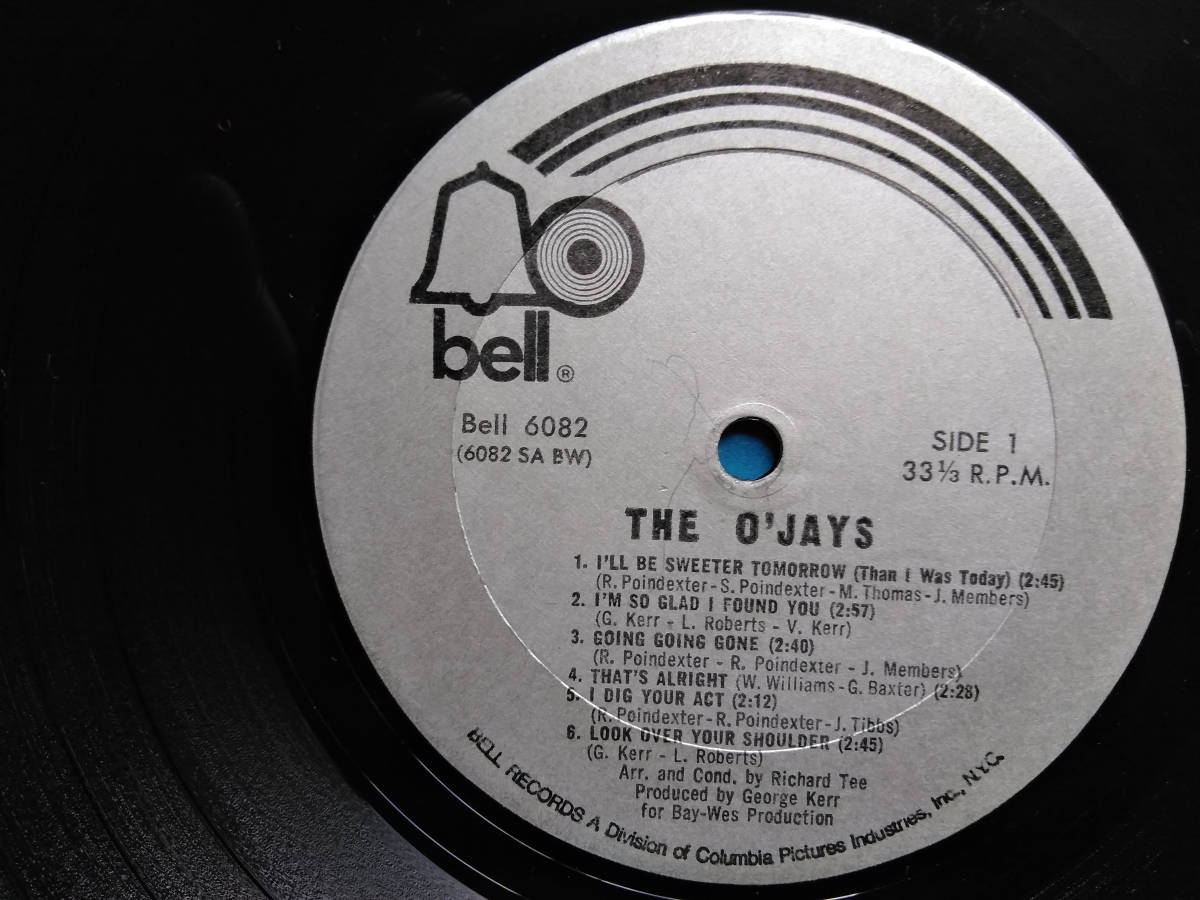 bell ®
Bell 6082
(6082 SA BW)
SIDE 1
33⅓ R.P.M.
THE O'JAYS
1. I'LL BE SWEETER TOMORROW (Than I Was Today) (2:45)
(R. Poindexter - S. Poindexter - M. Thomas - J. Members)
2. I'M SO GLAD I FOUND YOU (2:57)
(G. Kerr - L. Roberts - V. Kerr)
3. GOING GOING GONE (2:40)
(R. Poindexter - R. Poindexter - J. Members)
4. THAT'S ALRIGHT (W. Williams - G. Baxter) (2:28)
5. I DIG YOUR ACT (2:12)
(R. Poindexter - R. Poindexter - J. Tibbs)
6. LOOK OVER YOUR SHOULDER (2:45)
(G. Kerr - L. Roberts)
Arr. and Cond. by Richard Tee
Produced by George Kerr
for Bay-Wes Production
BELL RECORDS A Division of Columbia Pictures Industries, Inc., N.Y.C.